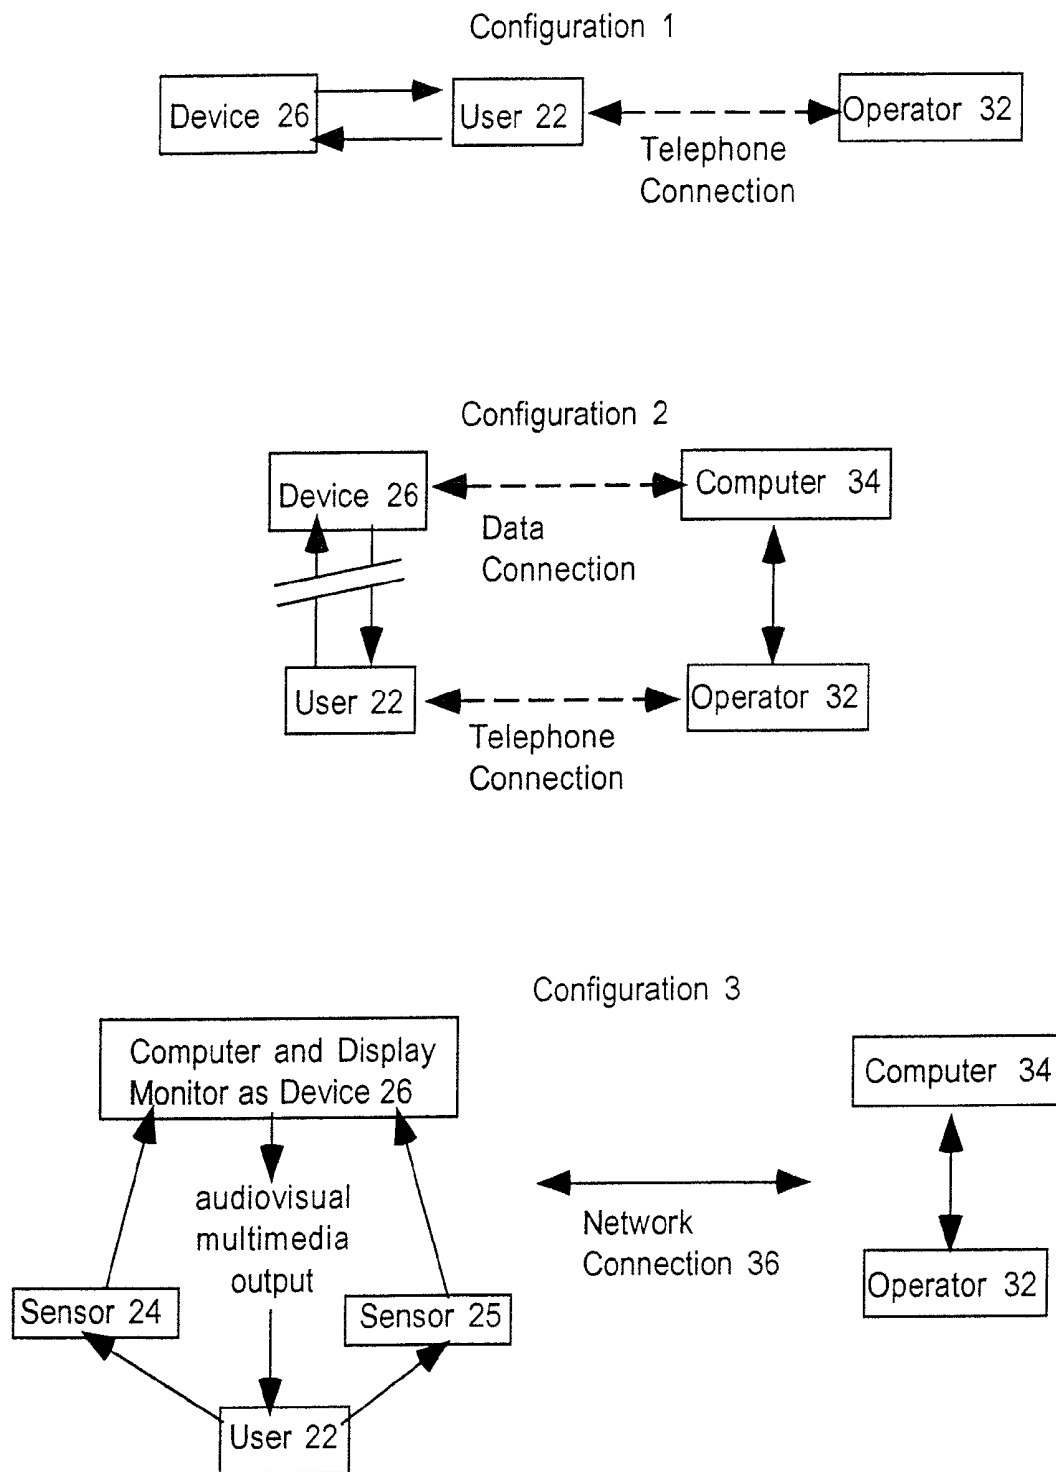 Configuration 1
Device 26
User 22
Operator 32
Telephone
Connection
Configuration 2
Device 26
Computer 34
Data
Connection
User 22
Operator 32
Telephone
Connection
Configuration 3
Computer and Display
Monitor as Device 26
Computer 34
audiovisual
multimedia
output
Network
Connection 36
Sensor 24
Sensor 25
Operator 32
User 22